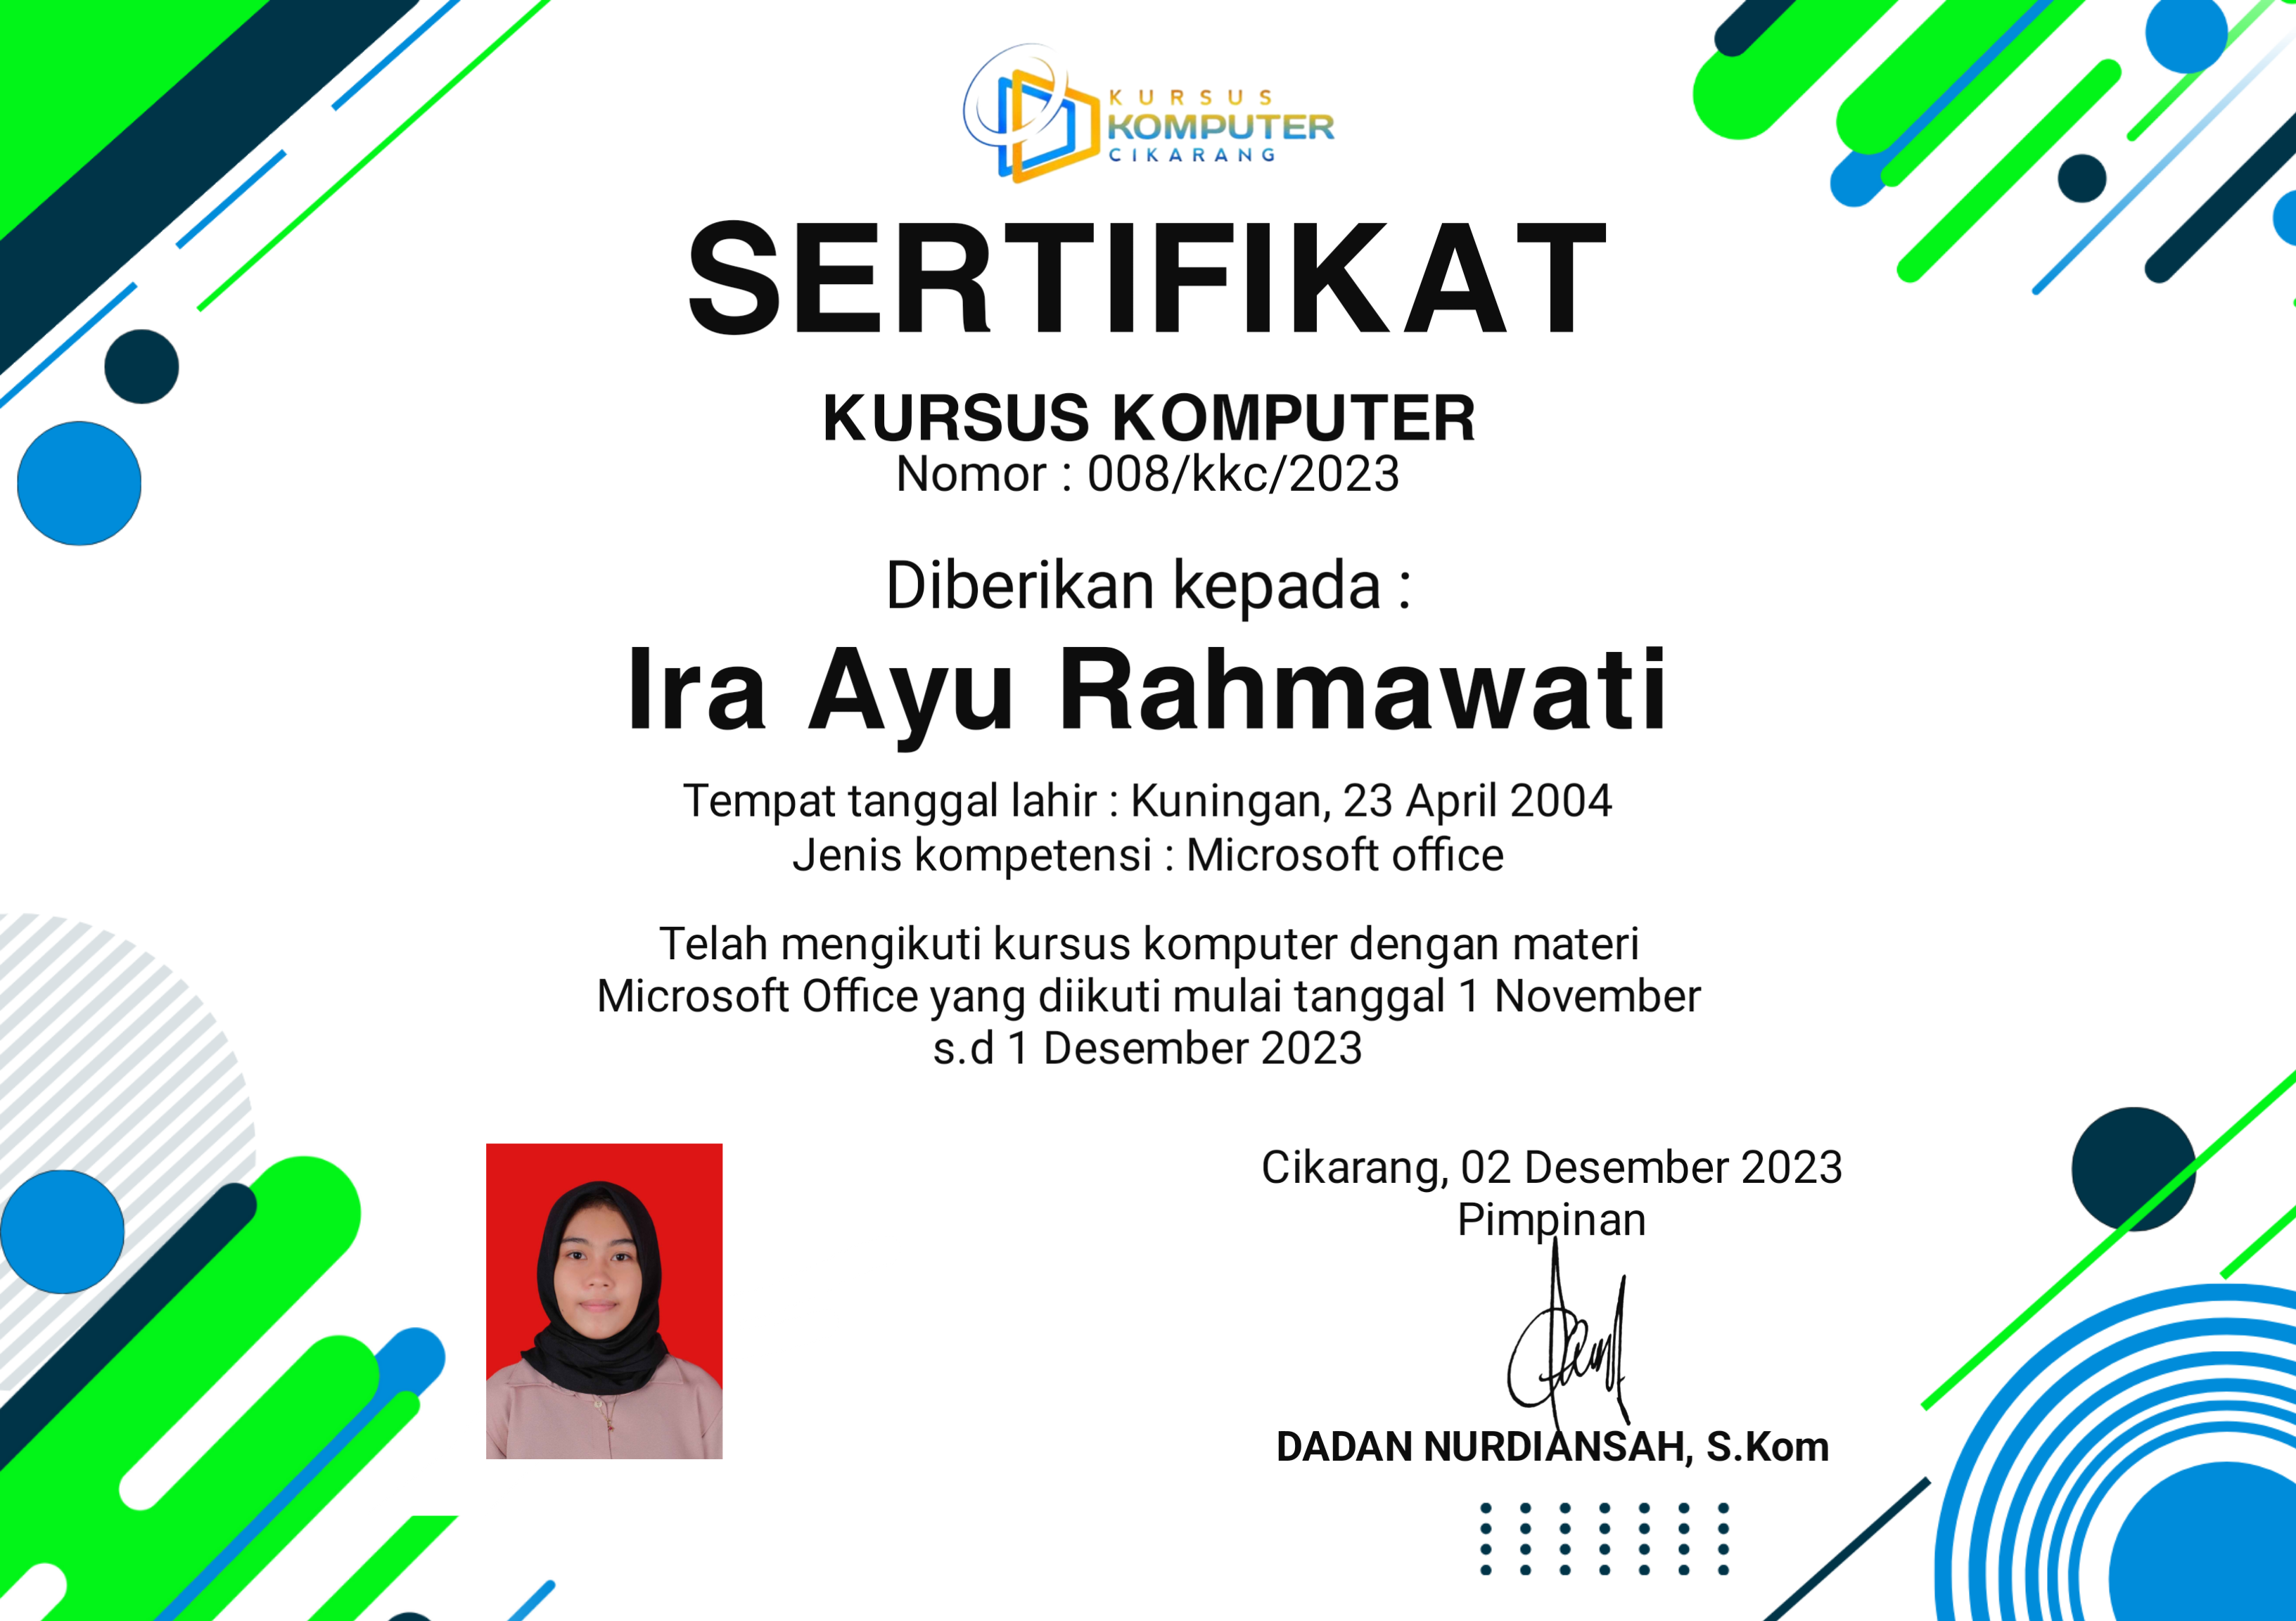 KURSUS
KOMPUTER
CIKARANG
SERTIFIKAT
KURSUS KOMPUTER
Nomor : 008/kkc/2023
Diberikan kepada :
Ira Ayu Rahmawati
Tempat tanggal lahir : Kuningan, 23 April 2004
Jenis kompetensi : Microsoft office
Telah mengikuti kursus komputer dengan materi
Microsoft Office yang diikuti mulai tanggal 1 November
s.d 1 Desember 2023
Cikarang, 02 Desember 2023
Pimpinan
DADAN NURDIANSAH, S.Kom